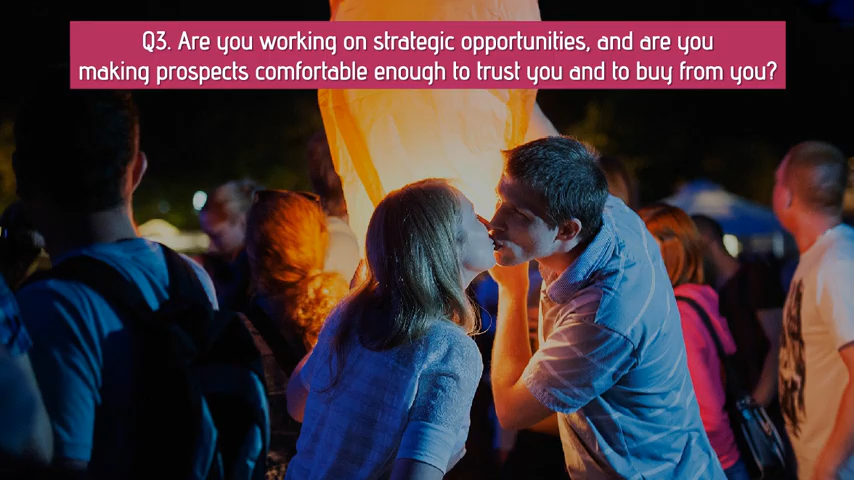 Q3. Are you working on strategic opportunities, and are you
making prospects comfortable enough to trust you and to buy from you?